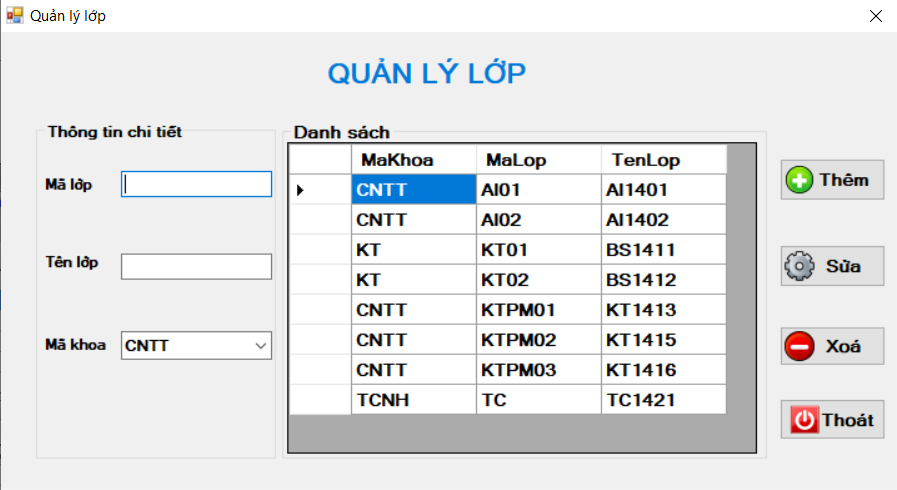 Quản lý lớp
QUẢN LÝ LỚP
Thông tin chi tiết
Mã lớp
Tên lớp
Mã khoa CNTT
Danh sách
MaKhoa MaLop TenLop
CNTT AI01 AI1401
CNTT AI02 AI1402
KT KT01 BS1411
KT KT02 BS1412
CNTT KTPM01 KT1413
CNTT KTPM02 KT1415
CNTT KTPM03 KT1416
TCNH TC TC1421
Thêm
Sửa
Xoá
Thoát